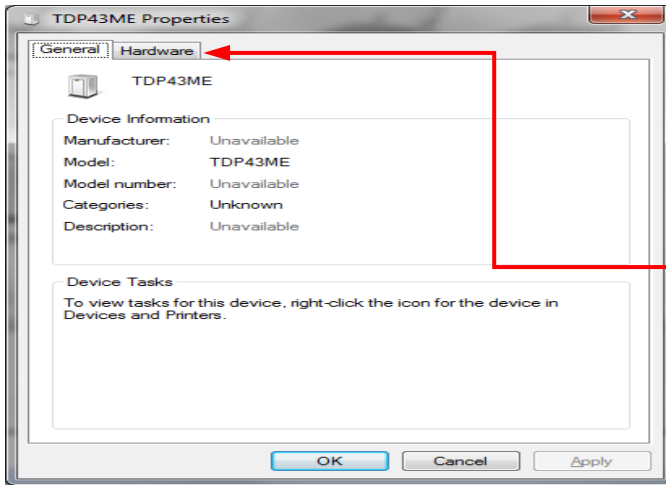 TDP43ME Properties
General Hardware
TDP43ME
Device Information
Manufacturer: Unavailable
Model: TDP43ME
Model number: Unavailable
Categories: Unknown
Description: Unavailable
Device Tasks
To view tasks for this device, right-click the icon for the device in
Devices and Printers.
OK Cancel Apply